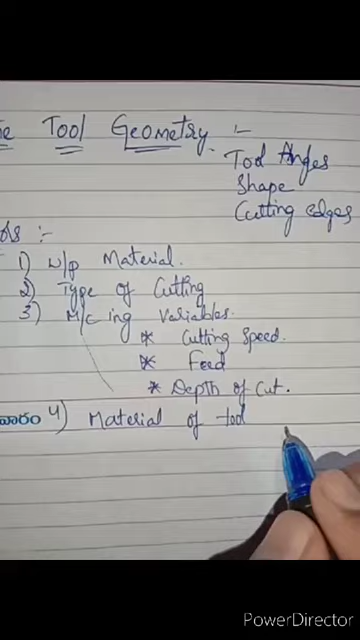 Tool Geometry :-
Tool Angles
Shape
Cutting edges
:-
1) w/p Material.
2) Type of Cutting
3) M/c ing Variables.
* Cutting Speed.
* Feed
* Depth of Cut.
4) Material of tool
PowerDirector